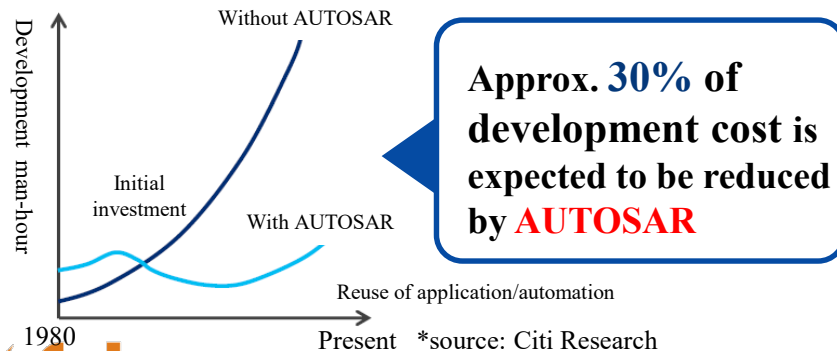 Development man-hour
Without AUTOSAR
Initial
investment
With AUTOSAR
Reuse of application/automation
1980
Present
*source: Citi Research
Approx. 30% of
development cost is
expected to be reduced
by AUTOSAR